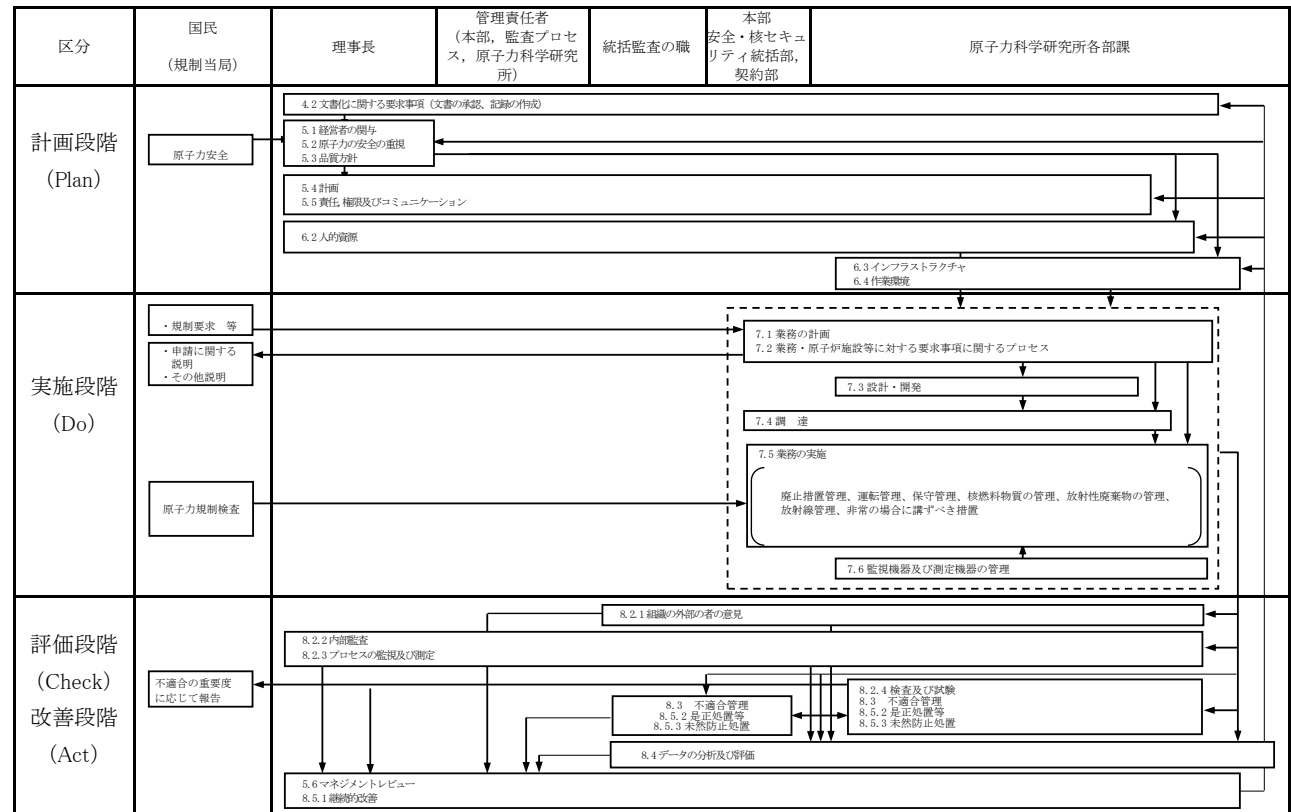 区分
国民
（規制当局）
理事長
管理責任者
（本部，監査プロセ
ス，原子力科学研究
所）
統括監査の職
本部
安全・核セキュ
リティ統括部，
契約部
原子力科学研究所各部課
計画段階
（Plan）
原子力安全
4.2 文書化に関する要求事項（文書の承認、記録の作成）
5.1 経営者の関与
5.2 原子力の安全の重視
5.3 品質方針
5.4 計画
5.5 責任、権限及びコミュニケーション
6.2 人的資源
6.3 インフラストラクチャ
6.4 作業環境
実施段階
（Do）
・規制要求　等
・申請に関する
説明
・その他説明
原子力規制検査
7.1 業務の計画
7.2 業務・原子炉施設等に対する要求事項に関するプロセス
7.3 設計・開発
7.4 調　達
7.5 業務の実施
廃止措置管理、運転管理、保守管理、核燃料物質の管理、放射性廃棄物の管理、
放射線管理、非常の場合に講ずべき措置
7.6 監視機器及び測定機器の管理
評価段階
（Check）
改善段階
（Act）
不適合の重要度
に応じて報告
8.2.1 組織の外部の者の意見
8.2.2 内部監査
8.2.3 プロセスの監視及び測定
8.3　不適合管理
8.5.2 是正処置等
8.5.3 未然防止処置
8.2.4 検査及び試験
8.3　不適合管理
8.5.2 是正処置等
8.5.3 未然防止処置
8.4 データの分析及び評価
5.6 マネジメントレビュー
8.5.1 継続的改善